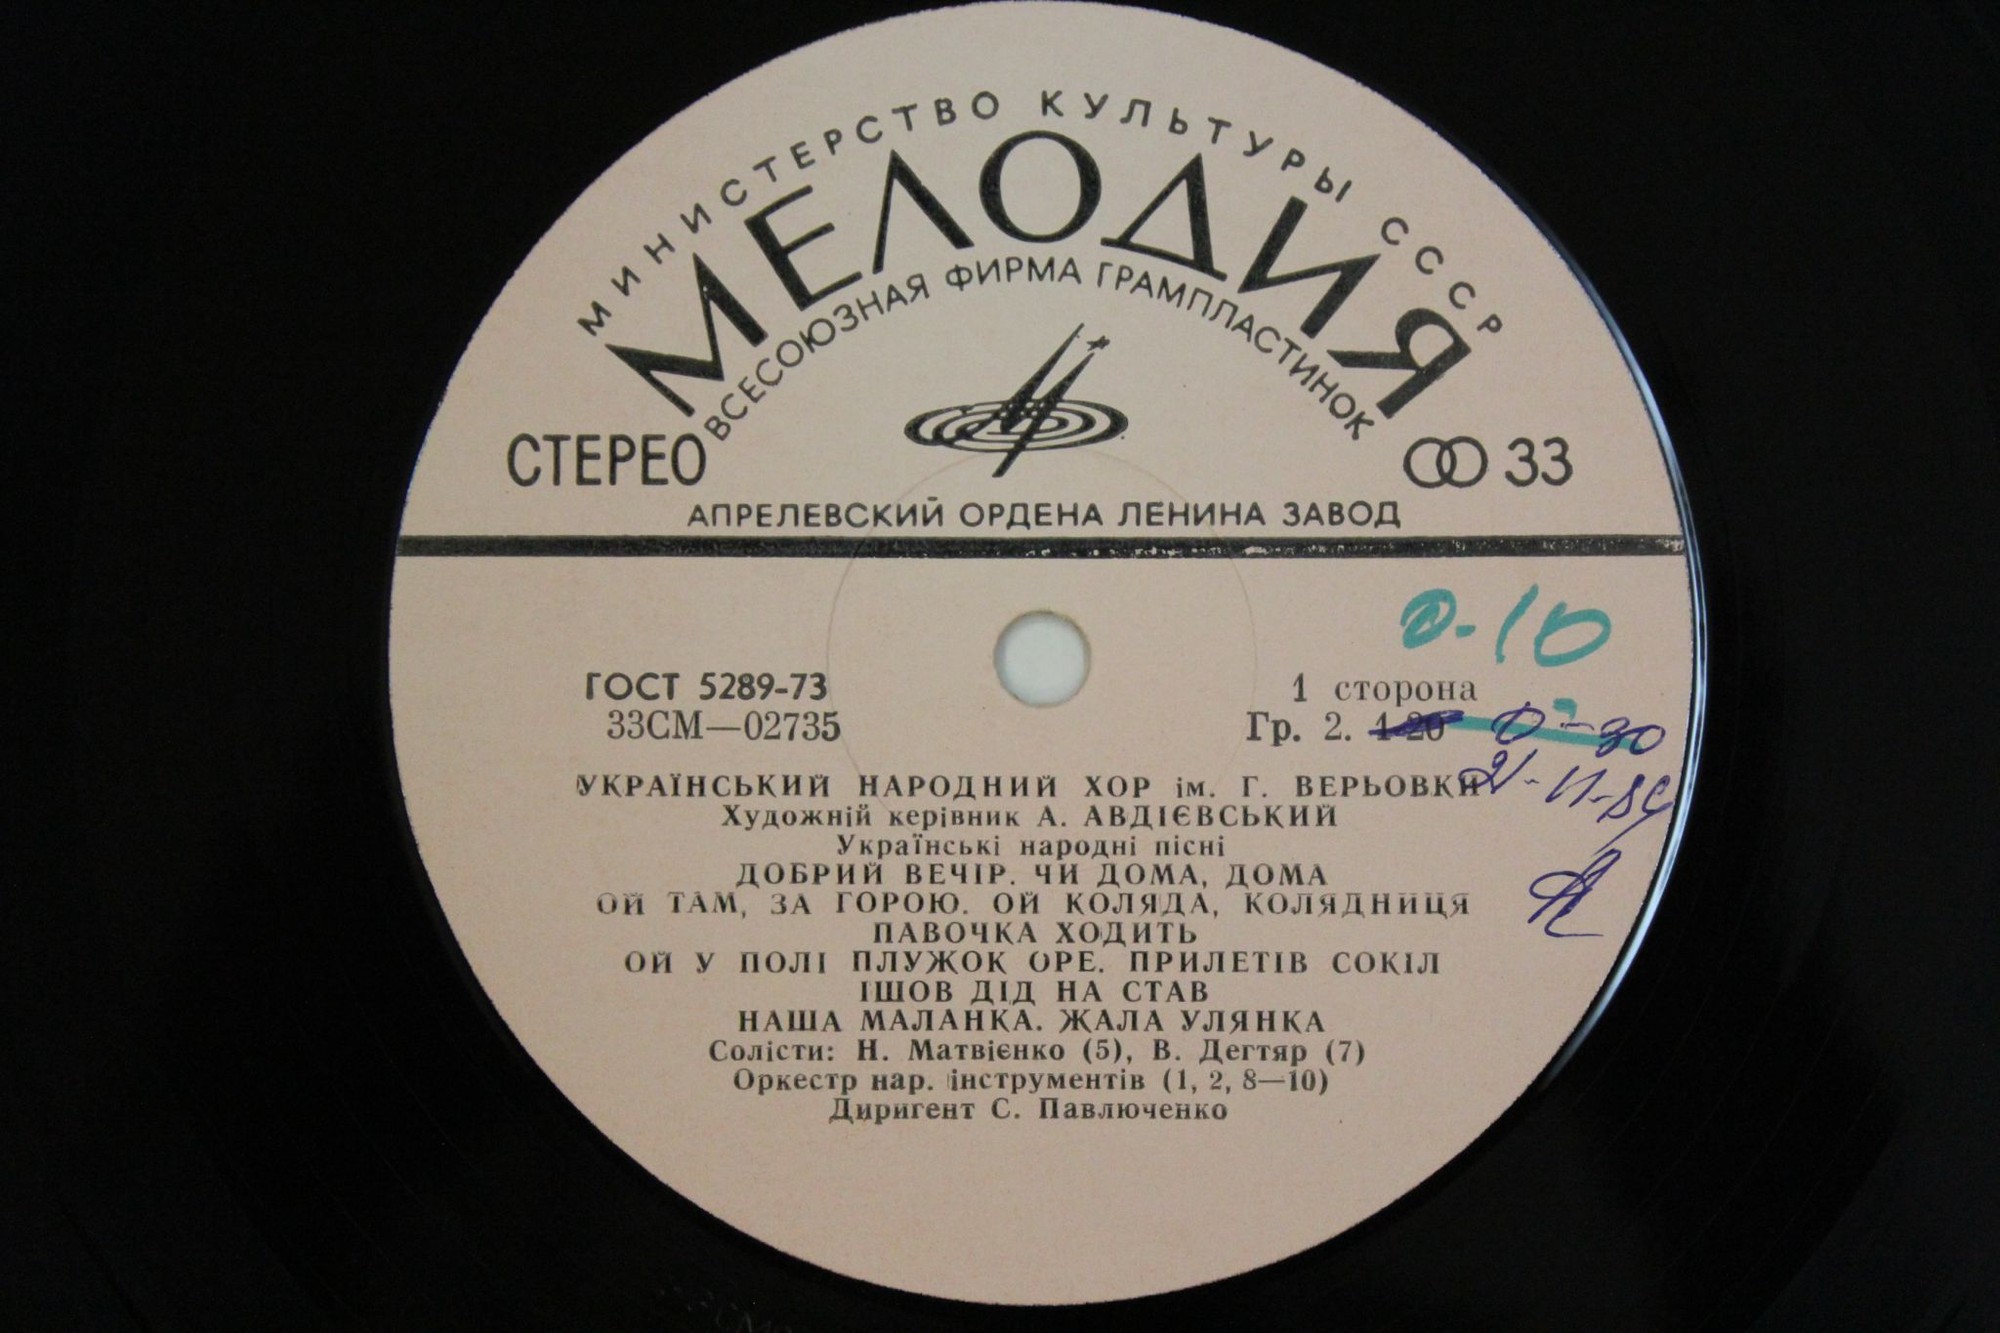 МИНИСТЕРСТВО КУЛЬТУРЫ СССР
МЕЛОДИЯ
ВСЕСОЮЗНАЯ ФИРМА ГРАМПЛАСТИНОК
СТЕРЕО
33
АПРЕЛЕВСКИЙ ОРДЕНА ЛЕНИНА ЗАВОД
0-10
ГОСТ 5289-73
1 сторона
33СМ—02735
Гр. 2. 1-20 0-30
УКРАЇНСЬКИЙ НАРОДНИЙ ХОР ім. Г. ВЕРЬОВКИ
Художній керівник А. АВДІЄВСЬКИЙ
Українські народні пісні
ДОБРИЙ ВЕЧІР. ЧИ ДОМА, ДОМА
ОЙ ТАМ, ЗА ГОРОЮ. ОЙ КОЛЯДА, КОЛЯДНИЦЯ
ПАВОЧКА ХОДИТЬ
ОЙ У ПОЛІ ПЛУЖОК ОРЕ. ПРИЛЕТІВ СОКІЛ
ІШОВ ДІД НА СТАВ
НАША МАЛАНКА. ЖАЛА УЛЯНКА
Солісти: Н. Матвієнко (5), В. Дегтяр (7)
Оркестр нар. інструментів (1, 2, 8—10)
Диригент С. Павлюченко